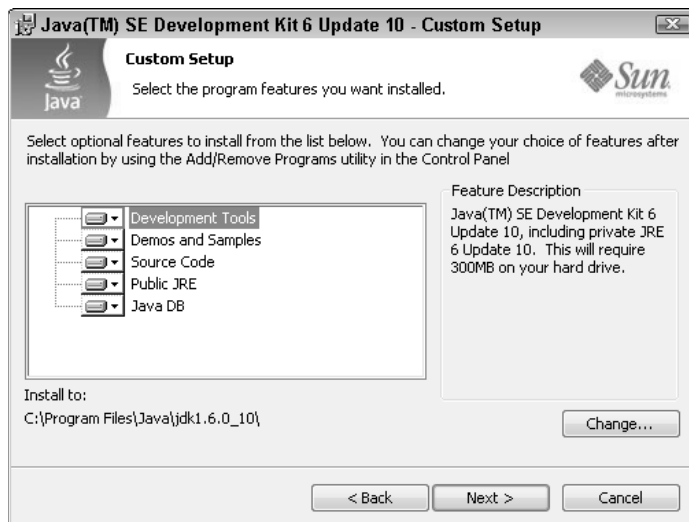 Java(TM) SE Development Kit 6 Update 10 - Custom Setup
Java
Custom Setup
Select the program features you want installed.
Sun
microsystems
Select optional features to install from the list below. You can change your choice of features after
installation by using the Add/Remove Programs utility in the Control Panel
Development Tools
Demos and Samples
Source Code
Public JRE
Java DB
Feature Description
Java(TM) SE Development Kit 6
Update 10, including private JRE
6 Update 10. This will require
300MB on your hard drive.
Install to:
C:\Program Files\Java\jdk1.6.0_10\
Change...
< Back
Next >
Cancel